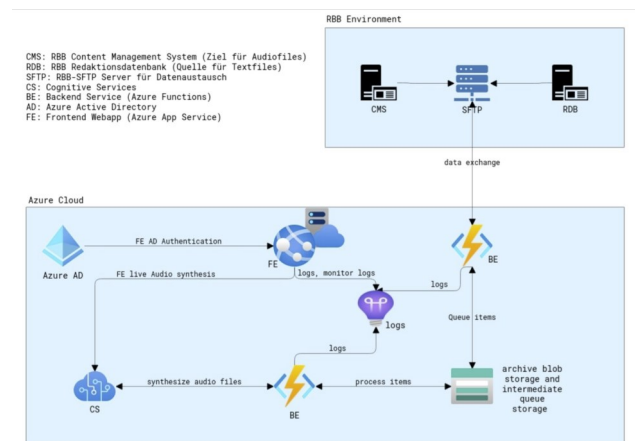 RBB Environment
CMS: RBB Content Management System (Ziel für Audiofiles)
RDB: RBB Redaktionsdatenbank (Quelle für Textfiles)
SFTP: RBB-SFTP Server für Datenaustausch
CS: Cognitive Services
BE: Backend Service (Azure Functions)
AD: Azure Active Directory
FE: Frontend Webapp (Azure App Service)
CMS
SFTP
RDB
data exchange
Azure Cloud
FE AD Authentication
Azure AD
FE
BE
FE live Audio synthesis
logs, monitor logs
logs
logs
Queue items
logs
synthesize audio files
process items
archive blob
storage and
intermediate
queue
storage
CS
BE